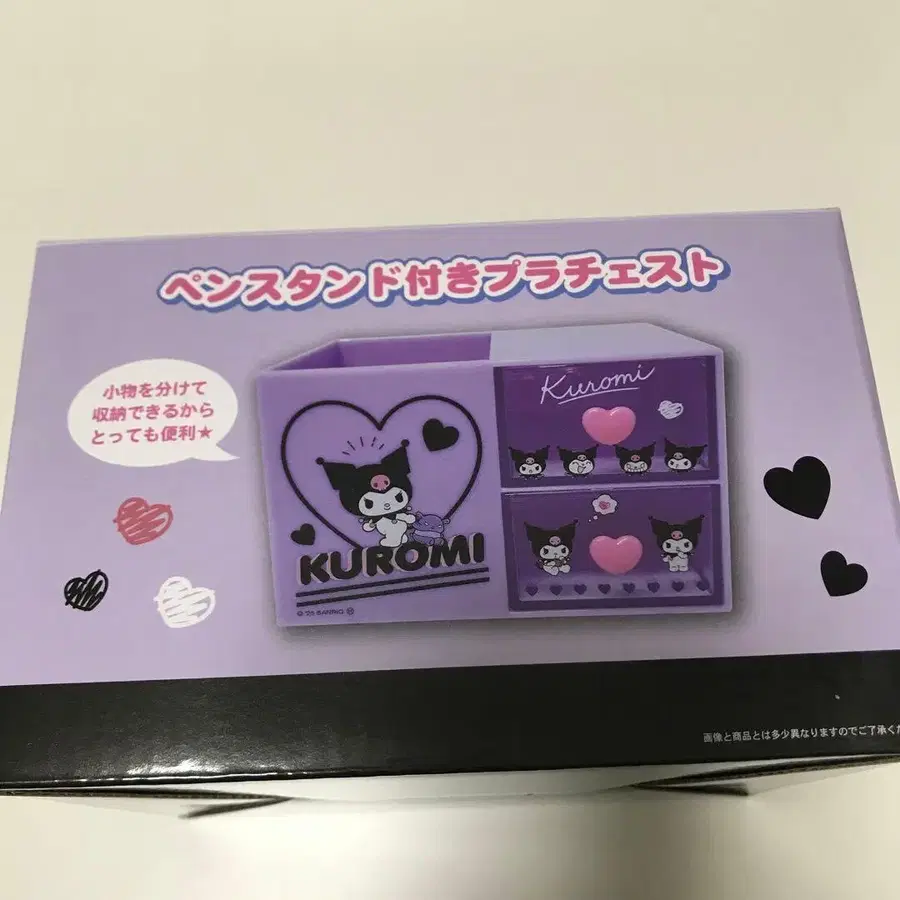 ペンスタンド付きプラチェスト
小物を分けて
収納できるから
とっても便利★
Kuromi
KUROMI
SANRIO
画像と商品とは多少異なりますのでご了承くだ